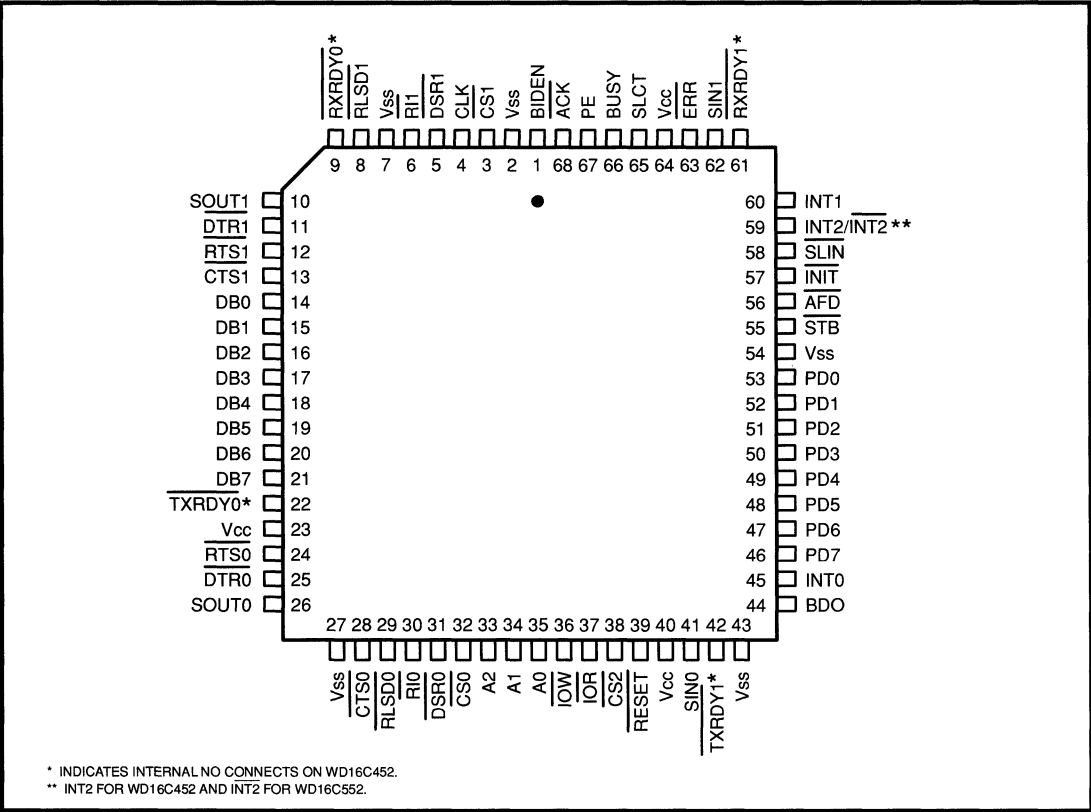 RXRDY0* RLSD1 Vss RI1 DSR1 CLK CS1 Vss BIDEN ACK PE BUSY SLCT Vcc ERR SIN1 RXRDY1*
9 8 7 6 5 4 3 2 1 68 67 66 65 64 63 62 61
SOUT1 10 60 INT1
DTR1 11 59 INT2/INT2**
RTS1 12 58 SLIN
CTS1 13 57 INIT
DB0 14 56 AFD
DB1 15 55 STB
DB2 16 54 Vss
DB3 17 53 PD0
DB4 18 52 PD1
DB5 19 51 PD2
DB6 20 50 PD3
DB7 21 49 PD4
TXRDY0* 22 48 PD5
Vcc 23 47 PD6
RTS0 24 46 PD7
DTR0 25 45 INT0
SOUT0 26 44 BDO
27 28 29 30 31 32 33 34 35 36 37 38 39 40 41 42 43
Vss CTS0 RLSD0 RI0 DSR0 CS0 A2 A1 A0 IOW IOR CS2 RESET Vcc SIN0 TXRDY1* Vss
* INDICATES INTERNAL NO CONNECTS ON WD16C452.
** INT2 FOR WD16C452 AND INT2 FOR WD16C552.